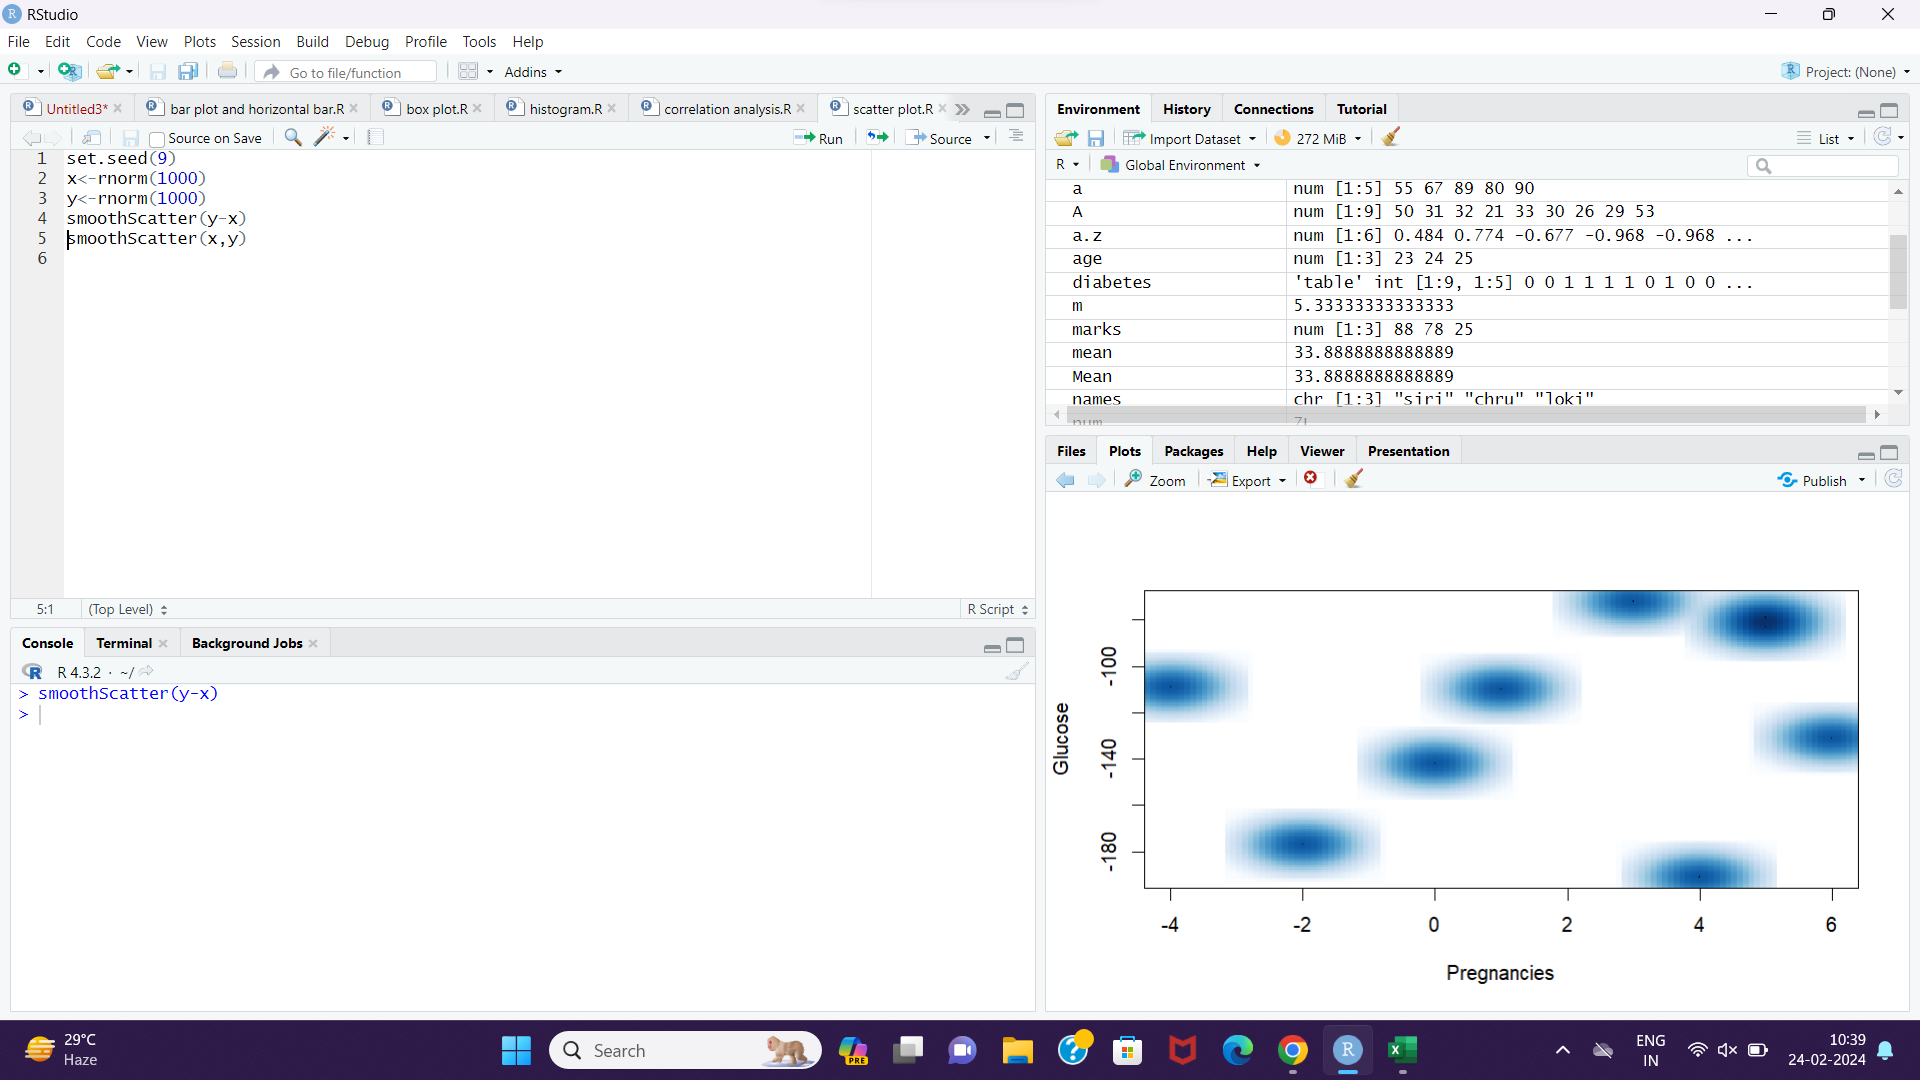 RStudio
File Edit Code View Plots Session Build Debug Profile Tools Help
Go to file/function Addins Project: (None)
Untitled3* bar plot and horizontal bar.R box plot.R histogram.R correlation analysis.R scatter plot.R
Source on Save Run Source
1 set.seed(9)
2 x<-rnorm(1000)
3 y<-rnorm(1000)
4 smoothScatter(y-x)
5 smoothScatter(x,y)
6
5:1 (Top Level) R Script
Console Terminal Background Jobs
R 4.3.2 · ~/
> smoothScatter(y-x)
>
Environment History Connections Tutorial
Import Dataset 272 MiB List
R Global Environment
a num [1:5] 55 67 89 80 90
A num [1:9] 50 31 32 21 33 30 26 29 53
a.z num [1:6] 0.484 0.774 -0.677 -0.968 -0.968 ...
age num [1:3] 23 24 25
diabetes 'table' int [1:9, 1:5] 0 0 1 1 1 1 0 1 0 0 ...
m 5.33333333333333
marks num [1:3] 88 78 25
mean 33.8888888888889
Mean 33.8888888888889
names chr [1:3] "siri" "chru" "loki"
Files Plots Packages Help Viewer Presentation
Zoom Export Publish
Glucose
-100
-140
-180
-4 -2 0 2 4 6
Pregnancies
29°C
Haze
Search
PRE
ENG
IN
10:39
24-02-2024